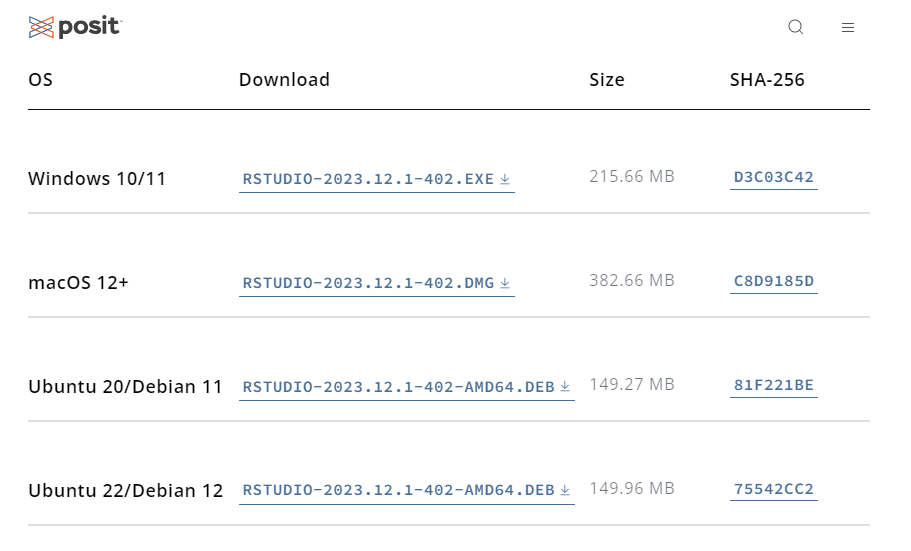 posit
OS Download Size SHA-256
Windows 10/11 RSTUDIO-2023.12.1-402.EXE 215.66 MB D3C03C42
macOS 12+ RSTUDIO-2023.12.1-402.DMG 382.66 MB C8D9185D
Ubuntu 20/Debian 11 RSTUDIO-2023.12.1-402-AMD64.DEB 149.27 MB 81F221BE
Ubuntu 22/Debian 12 RSTUDIO-2023.12.1-402-AMD64.DEB 149.96 MB 75542CC2